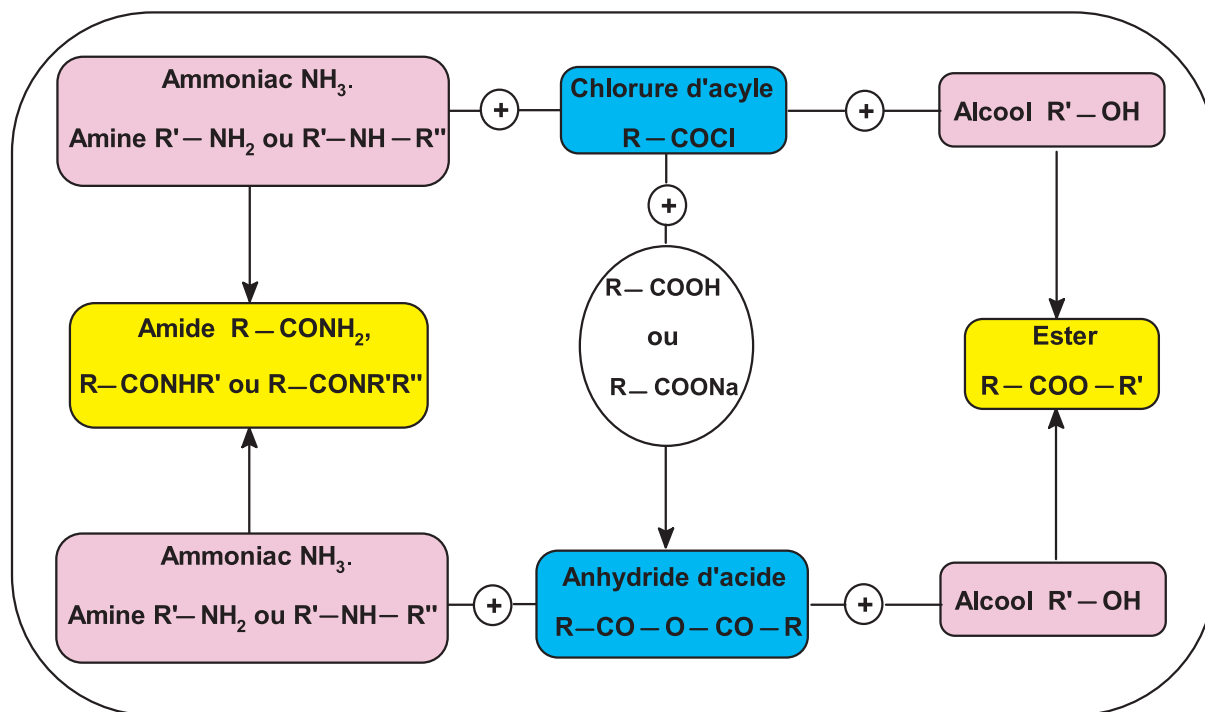 Ammoniac NH₃.
Amine R'—NH₂ ou R'—NH—R"
+
Chlorure d'acyle
R—COCl
+
Alcool R'—OH
+
R—COOH
ou
R—COONa
Amide R—CONH₂,
R—CONHR' ou R—CONR'R"
Ester
R—COO—R'
Ammoniac NH₃.
Amine R'—NH₂ ou R'—NH—R"
+
Anhydride d'acide
R—CO—O—CO—R
+
Alcool R'—OH